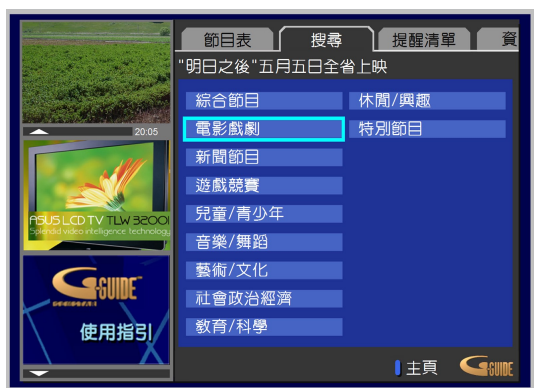 節目表 搜尋 提醒清單 資
"明日之後"五月五日全省上映
綜合節目 休閒/興趣
電影戲劇 特別節目
新聞節目
遊戲競賽
兒童/青少年
音樂/舞蹈
藝術/文化
社會政治經濟
教育/科學
主頁 GGUIDE
20:05
ASUS LCD TV TLW 32001
Splendid video intelligence technology
GGUIDE
使用指引